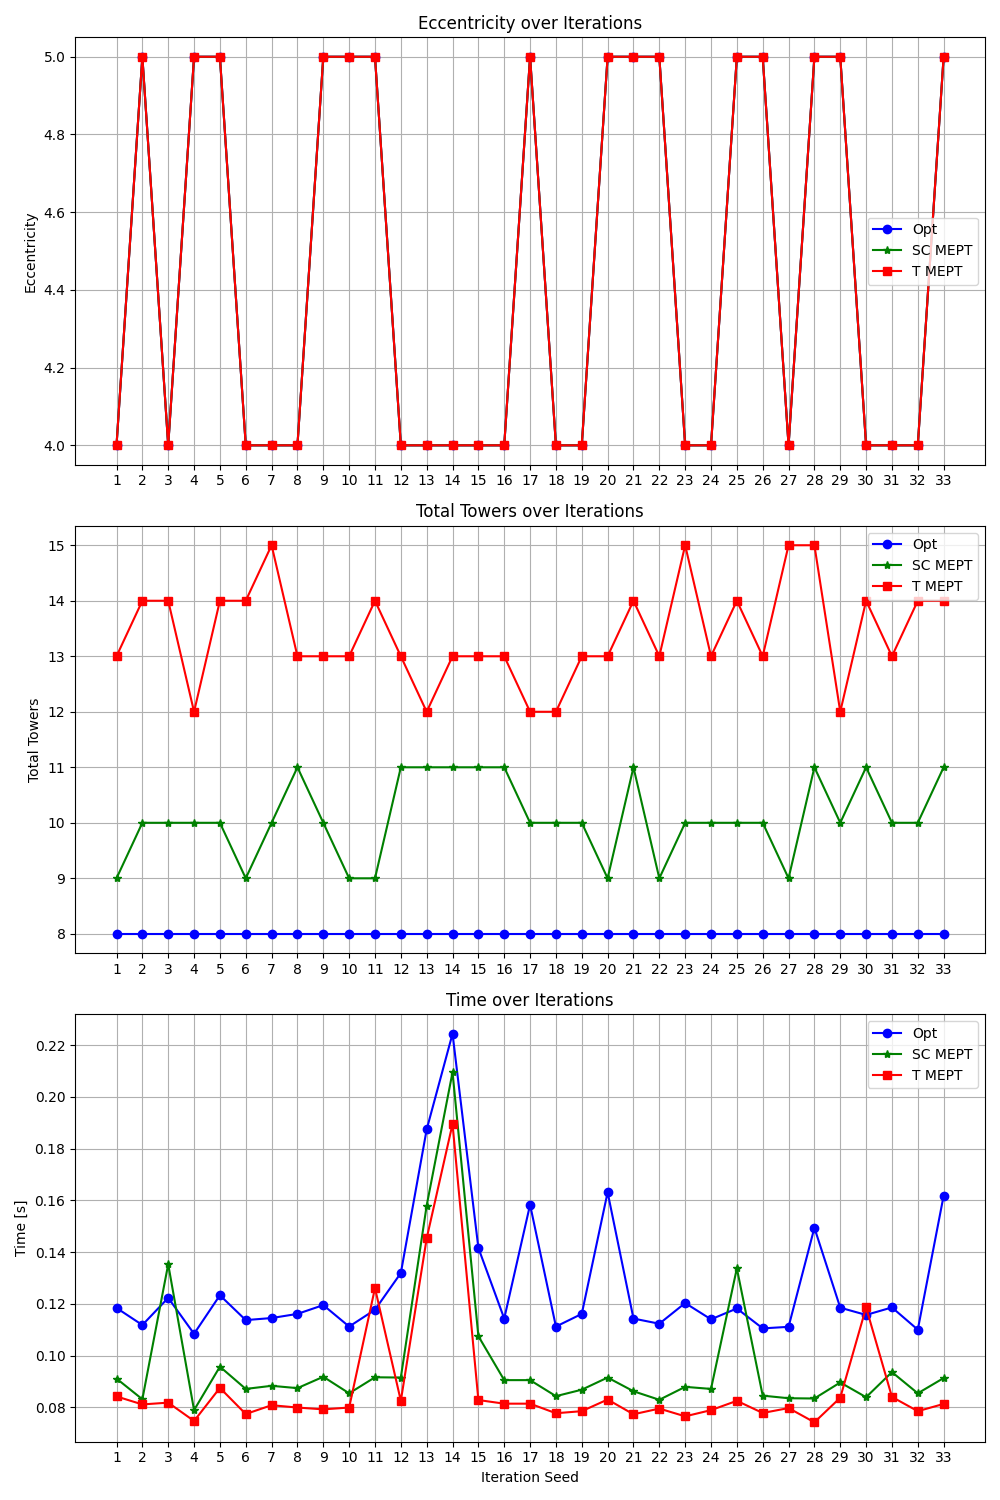 Eccentricity over Iterations
5.0
4.8
4.6
4.4
4.2
4.0
Eccentricity
Opt
SC MEPT
T MEPT
1 2 3 4 5 6 7 8 9 10 11 12 13 14 15 16 17 18 19 20 21 22 23 24 25 26 27 28 29 30 31 32 33
Total Towers over Iterations
15
14
13
12
11
10
9
8
Total Towers
Opt
SC MEPT
T MEPT
1 2 3 4 5 6 7 8 9 10 11 12 13 14 15 16 17 18 19 20 21 22 23 24 25 26 27 28 29 30 31 32 33
Time over Iterations
0.22
0.20
0.18
0.16
0.14
0.12
0.10
0.08
Time [s]
Opt
SC MEPT
T MEPT
1 2 3 4 5 6 7 8 9 10 11 12 13 14 15 16 17 18 19 20 21 22 23 24 25 26 27 28 29 30 31 32 33
Iteration Seed